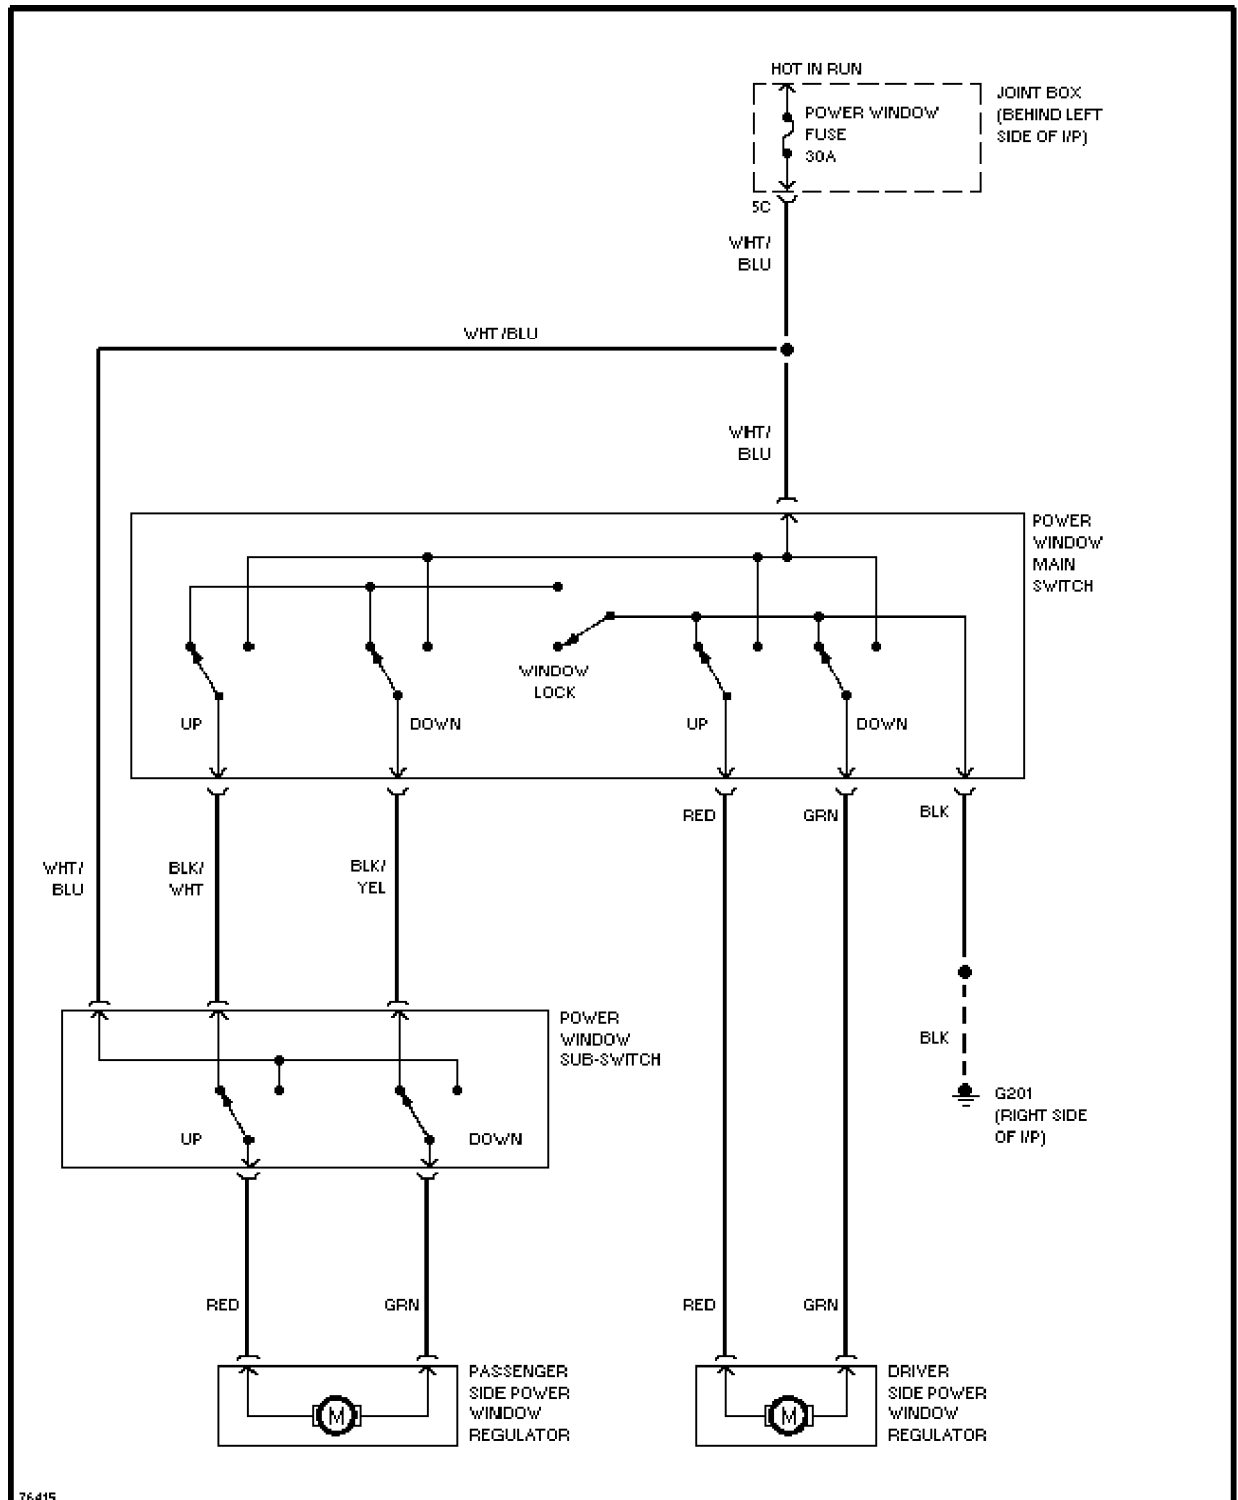 HOT IN RUN
JOINT BOX
(BEHIND LEFT
SIDE OF I/P)
POWER WINDOW
FUSE
30A
5C
WHT/
BLU
WHT/BLU
WHT/
BLU
POWER
WINDOW
MAIN
SWITCH
WINDOW
LOCK
UP
DOWN
UP
DOWN
RED
GRN
BLK
WHT/
BLU
BLK/
WHT
BLK/
YEL
POWER
WINDOW
SUB-SWITCH
BLK
G201
(RIGHT SIDE
OF I/P)
UP
DOWN
RED
GRN
RED
GRN
PASSENGER
SIDE POWER
WINDOW
REGULATOR
M
DRIVER
SIDE POWER
WINDOW
REGULATOR
M
76415